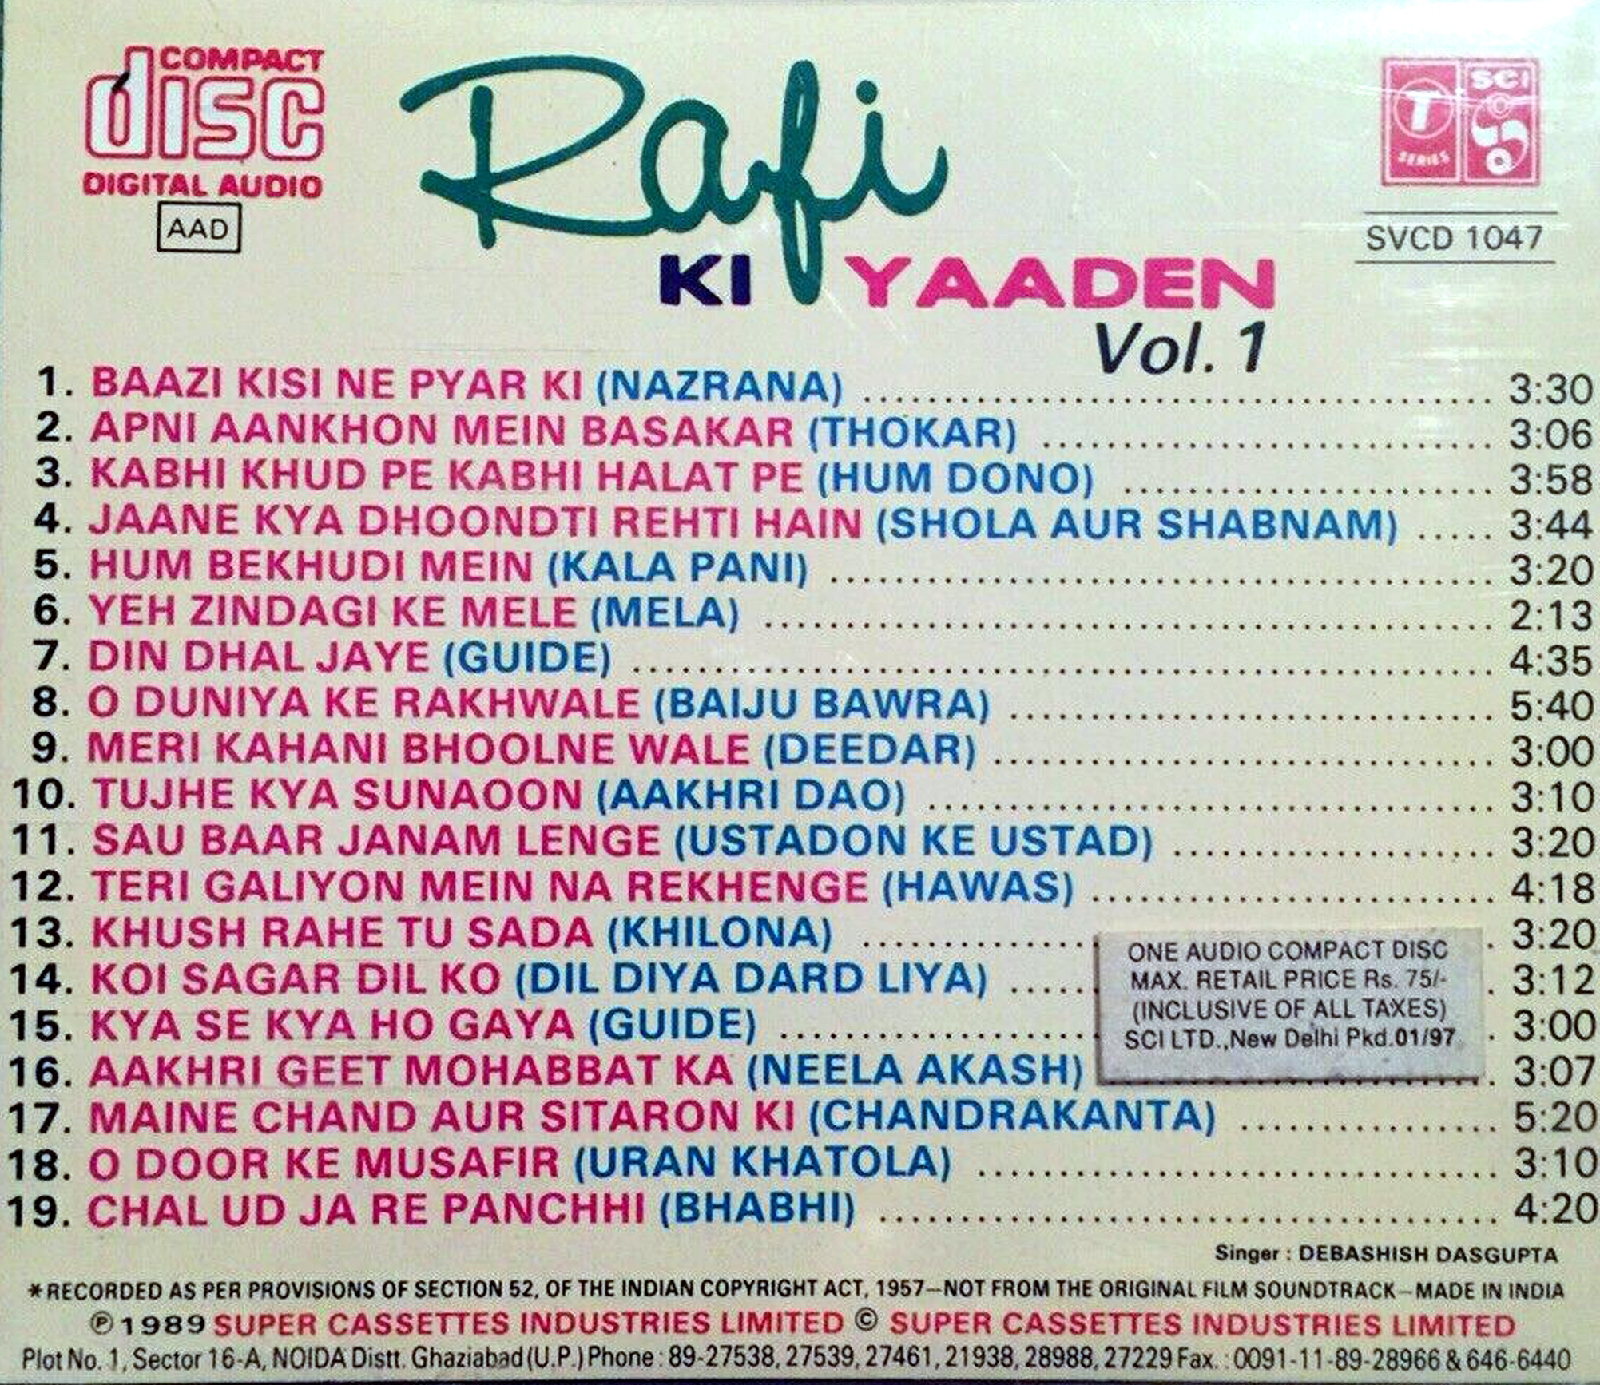 COMPACT
disc
DIGITAL AUDIO
AAD
Rafi
KI YAADEN
Vol. 1
T
SERIES
SCI
SVCD 1047
1. BAAZI KISI NE PYAR KI (NAZRANA) ........ 3:30
2. APNI AANKHON MEIN BASAKAR (THOKAR) ........ 3:06
3. KABHI KHUD PE KABHI HALAT PE (HUM DONO) ........ 3:58
4. JAANE KYA DHOONDTI REHTI HAIN (SHOLA AUR SHABNAM) ..... 3:44
5. HUM BEKHUDI MEIN (KALA PANI) ........ 3:20
6. YEH ZINDAGI KE MELE (MELA) ........ 2:13
7. DIN DHAL JAYE (GUIDE) ........ 4:35
8. O DUNIYA KE RAKHWALE (BAIJU BAWRA) ........ 5:40
9. MERI KAHANI BHOOLNE WALE (DEEDAR) ........ 3:00
10. TUJHE KYA SUNAOON (AAKHRI DAO) ........ 3:10
11. SAU BAAR JANAM LENGE (USTADON KE USTAD) ........ 3:20
12. TERI GALIYON MEIN NA REKHENGE (HAWAS) ........ 4:18
13. KHUSH RAHE TU SADA (KHILONA) ........ 3:20
14. KOI SAGAR DIL KO (DIL DIYA DARD LIYA) ........ 3:12
15. KYA SE KYA HO GAYA (GUIDE) ........ 3:00
16. AAKHRI GEET MOHABBAT KA (NEELA AKASH) ........ 3:07
17. MAINE CHAND AUR SITARON KI (CHANDRAKANTA) ........ 5:20
18. O DOOR KE MUSAFIR (URAN KHATOLA) ........ 3:10
19. CHAL UD JA RE PANCHHI (BHABHI) ........ 4:20
ONE AUDIO COMPACT DISC
MAX. RETAIL PRICE Rs. 75/-
(INCLUSIVE OF ALL TAXES)
SCI LTD.,New Delhi Pkd.01/97
Singer : DEBASHISH DASGUPTA
*RECORDED AS PER PROVISIONS OF SECTION 52, OF THE INDIAN COPYRIGHT ACT, 1957–NOT FROM THE ORIGINAL FILM SOUNDTRACK–MADE IN INDIA
℗ 1989 SUPER CASSETTES INDUSTRIES LIMITED © SUPER CASSETTES INDUSTRIES LIMITED
Plot No. 1, Sector 16-A, NOIDA Distt. Ghaziabad (U.P.) Phone : 89-27538, 27539, 27461, 21938, 28988, 27229 Fax. : 0091-11-89-28966 & 646-6440